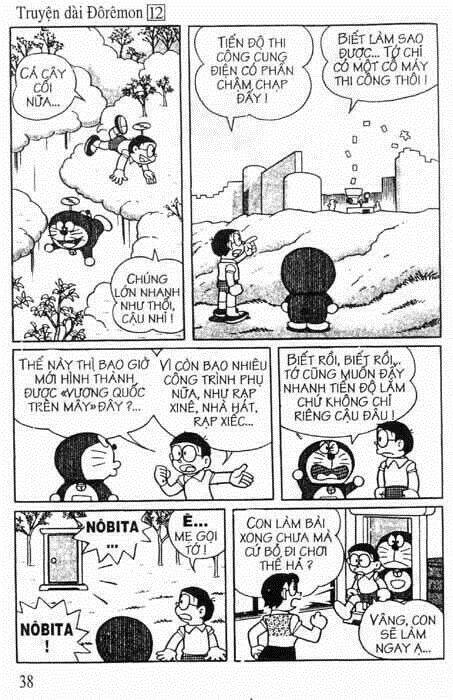 Truyện dài Đôrêmon 12
CẢ CÂY
CỐI
NỮA...
CHÚNG
LỚN NHANH
NHƯ THỔI,
CẬU NHỈ !
TIẾN ĐỘ THI
CÔNG CUNG
ĐIỆN CÓ PHẦN
CHẬM CHẠP
ĐẤY !
BIẾT LÀM SAO
ĐƯỢC... TỚ CHỈ
CÓ MỘT CỖ MÁY
THI CÔNG THÔI !
THẾ NÀY THÌ BAO GIỜ
MỚI HÌNH THÀNH
ĐƯỢC «VƯƠNG QUỐC
TRÊN MÂY» ĐÂY ?...
VÌ CÒN BAO NHIÊU
CÔNG TRÌNH PHỤ
NỮA, NHƯ RẠP
XINÊ, NHÀ HÁT,
RẠP XIẾC...
BIẾT RỒI, BIẾT RỒI...
TỚ CŨNG MUỐN ĐẨY
NHANH TIẾN ĐỘ LẮM
CHỨ KHÔNG CHỈ
RIÊNG CẬU ĐÂU !
NÔBITA
...
NÔBITA
!
Ê...
MẸ GỌI
TỚ !
CON LÀM BÀI
XONG CHƯA MÀ
CỨ BỎ ĐI CHƠI
THẾ HẢ ?
VÂNG, CON
SẼ LÀM
NGAY Ạ...
38